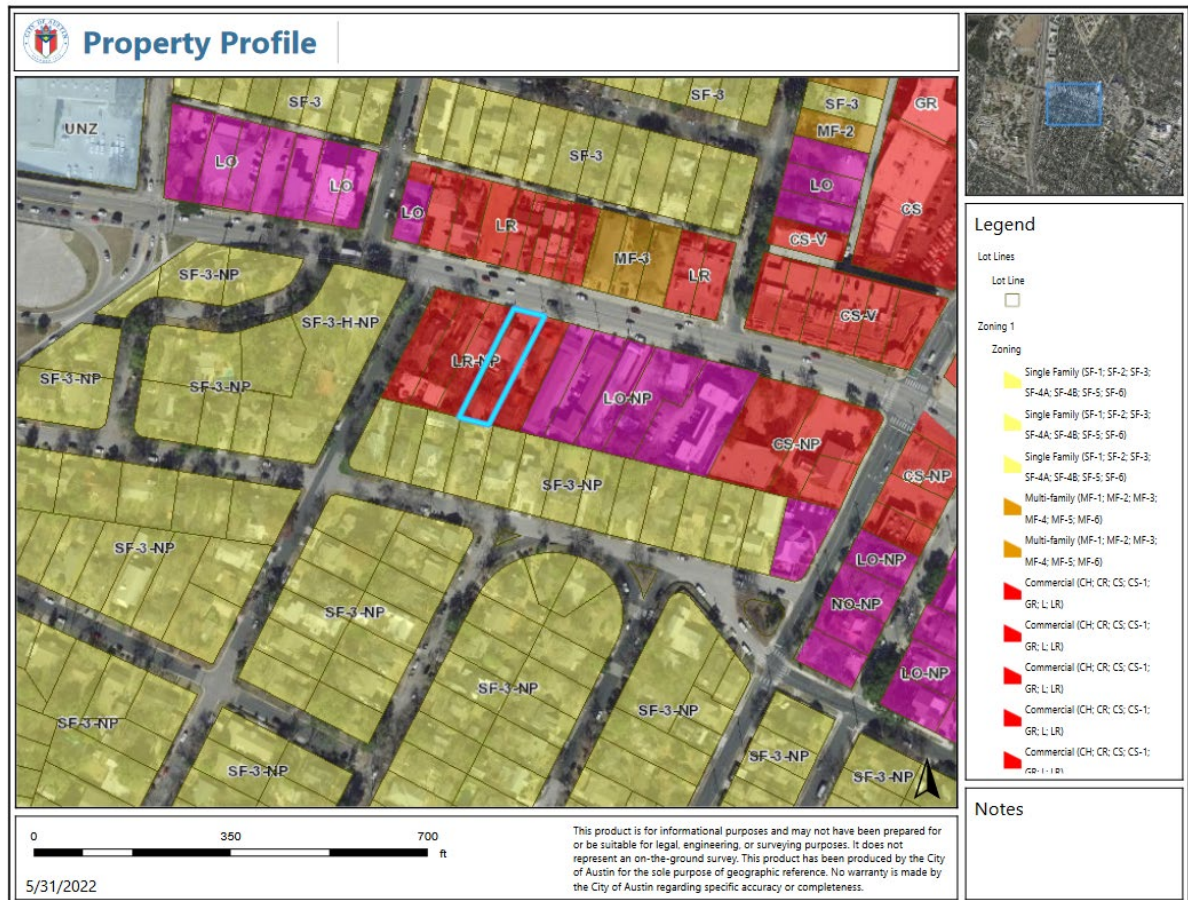 Property Profile
SF-3
SF-3
SF-3
GR
UNZ
MF-2
LO
SF-3
LO
LO
LO
LR
CS
CS-V
MF-3
LR
SF-3-NP
SF-3-H-NP
CS-V
LR-NP
SF-3-NP
SF-3-NP
LO-NP
CS-NP
CS-NP
SF-3-NP
SF-3-NP
LO-NP
NO-NP
SF-3-NP
LO-NP
SF-3-NP
SF-3-NP
SF-3-NP
SF-3-NP
SF-3-NP
SF-3-NP
Legend
Lot Lines
Lot Line
Zoning 1
Zoning
Single Family (SF-1; SF-2; SF-3;
SF-4A; SF-4B; SF-5; SF-6)
Single Family (SF-1; SF-2; SF-3;
SF-4A; SF-4B; SF-5; SF-6)
Single Family (SF-1; SF-2; SF-3;
SF-4A; SF-4B; SF-5; SF-6)
Multi-family (MF-1; MF-2; MF-3;
MF-4; MF-5; MF-6)
Multi-family (MF-1; MF-2; MF-3;
MF-4; MF-5; MF-6)
Commercial (CH; CR; CS; CS-1;
GR; L; LR)
Commercial (CH; CR; CS; CS-1;
GR; L; LR)
Commercial (CH; CR; CS; CS-1;
GR; L; LR)
Commercial (CH; CR; CS; CS-1;
GR; L; LR)
Commercial (CH; CR; CS; CS-1;
GR; L; LR)
Notes
0 350 700
ft
5/31/2022
This product is for informational purposes and may not have been prepared for
or be suitable for legal, engineering, or surveying purposes. It does not
represent an on-the-ground survey. This product has been produced by the City
of Austin for the sole purpose of geographic reference. No warranty is made by
the City of Austin regarding specific accuracy or completeness.